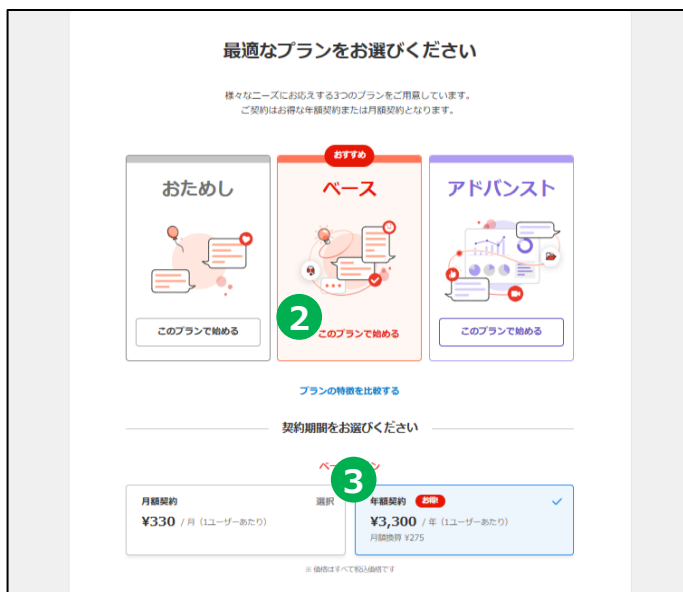 最適なプランをお選びください
様々なニーズにお応えする3つのプランをご用意しています。
ご契約はお得な年額契約または月額契約となります。
おすすめ
おためし
ベース
アドバンスト
このプランで始める
2
このプランで始める
このプランで始める
プランの特徴を比較する
契約期間をお選びください
ベー
ン
3
月額契約
選択
¥330 / 月 (1ユーザーあたり)
年額契約
お得!
¥3,300 / 年 (1ユーザーあたり)
月額換算 ¥275
※ 価格はすべて税込価格です